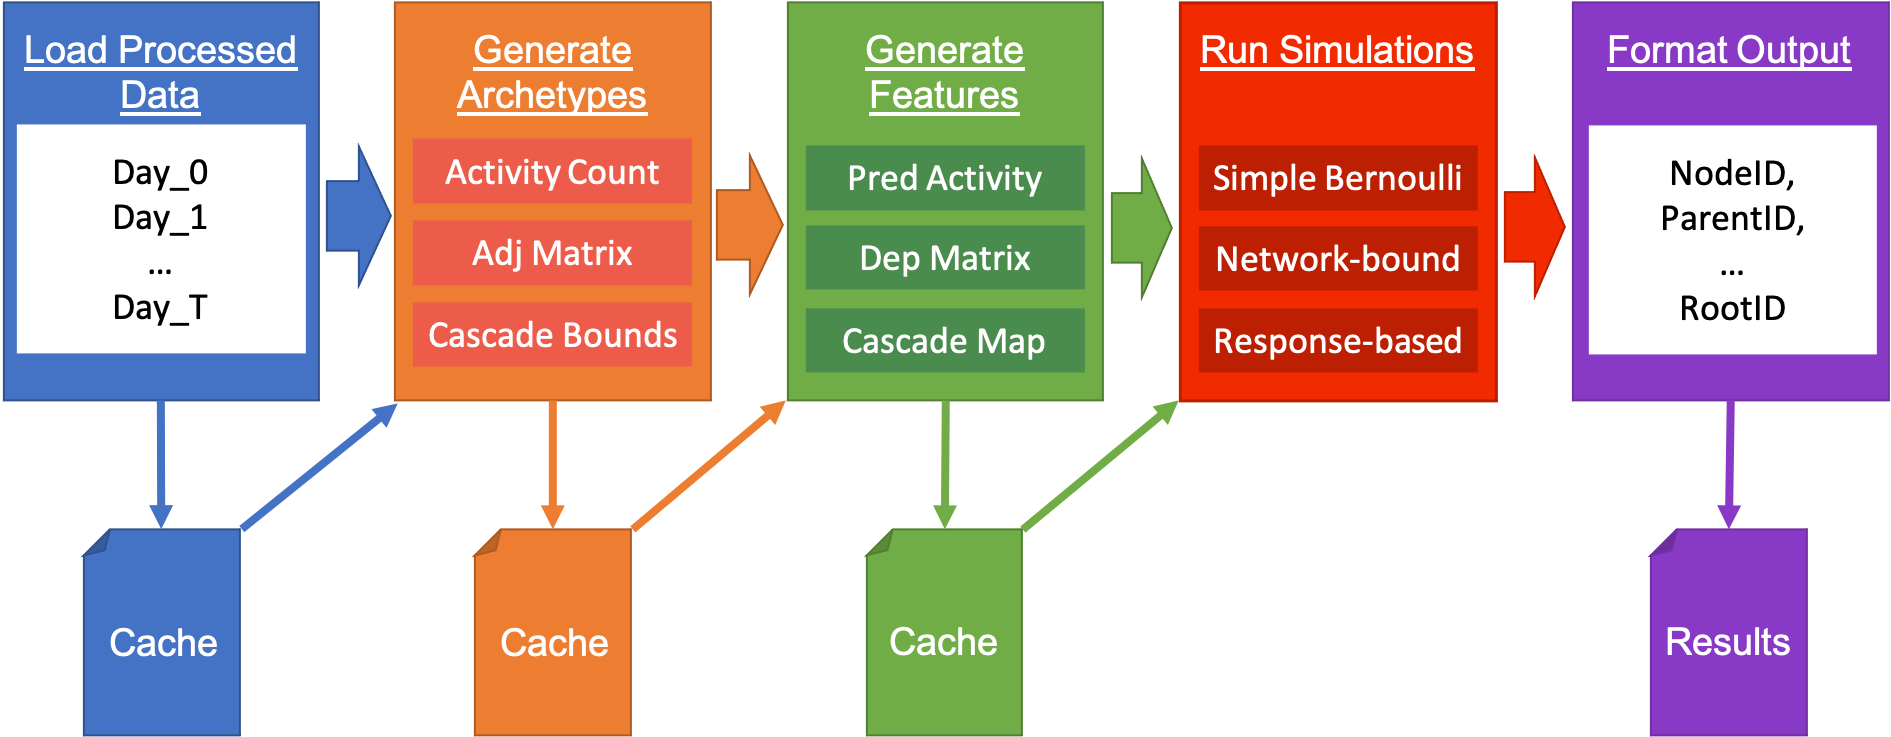 Load Processed
Data
Day_0
Day_1
...
Day_T
Generate
Archetypes
Activity Count
Adj Matrix
Cascade Bounds
Generate
Features
Pred Activity
Dep Matrix
Cascade Map
Run Simulations
Simple Bernoulli
Network-bound
Response-based
Format Output
NodeID,
ParentID,
...
RootID
Cache
Cache
Cache
Results